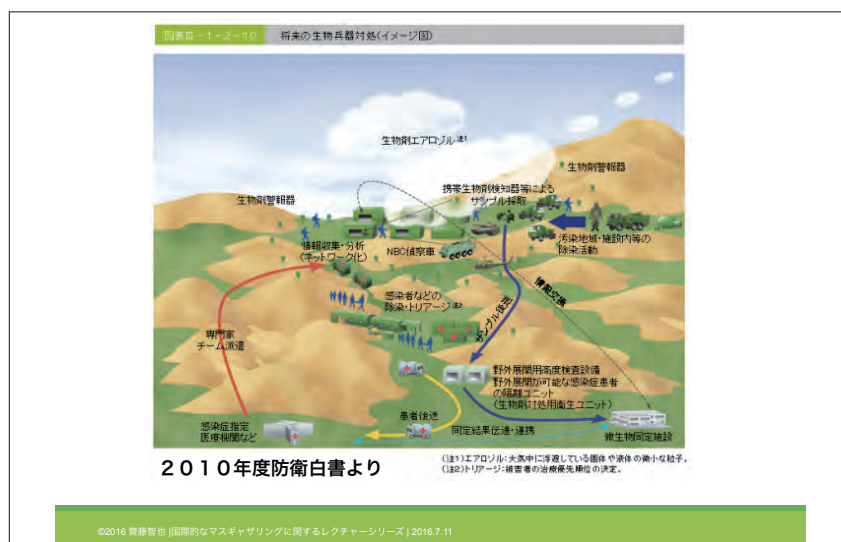 図表Ⅲ－1－2－10 将来の生物兵器対処(イメージ図)
生物剤エアロゾル注1
生物剤警報器
生物剤警報器
携帯生物剤検知器等による
サンプル採取
情報収集・分析
(ネットワーク化)
NBC偵察車
汚染地域・施設内等の
除染活動
感染者などの
除染・トリアージ注2
情報交換
サンプル後送
専門家
チーム派遣
野外展開用高度検査設備
野外展開が可能な感染症患者
の隔離ユニット
(生物剤対処用衛生ユニット)
患者後送
感染症指定
医療機関など
同定結果伝達・連携
微生物同定施設
２０１０年度防衛白書より
(注1)エアロゾル：大気中に浮遊している固体や液体の微小な粒子。
(注2)トリアージ：被害者の治療優先順位の決定。
©2016 齋藤智也 |国際的なマスギャザリングに関するレクチャーシリーズ | 2016.7.11